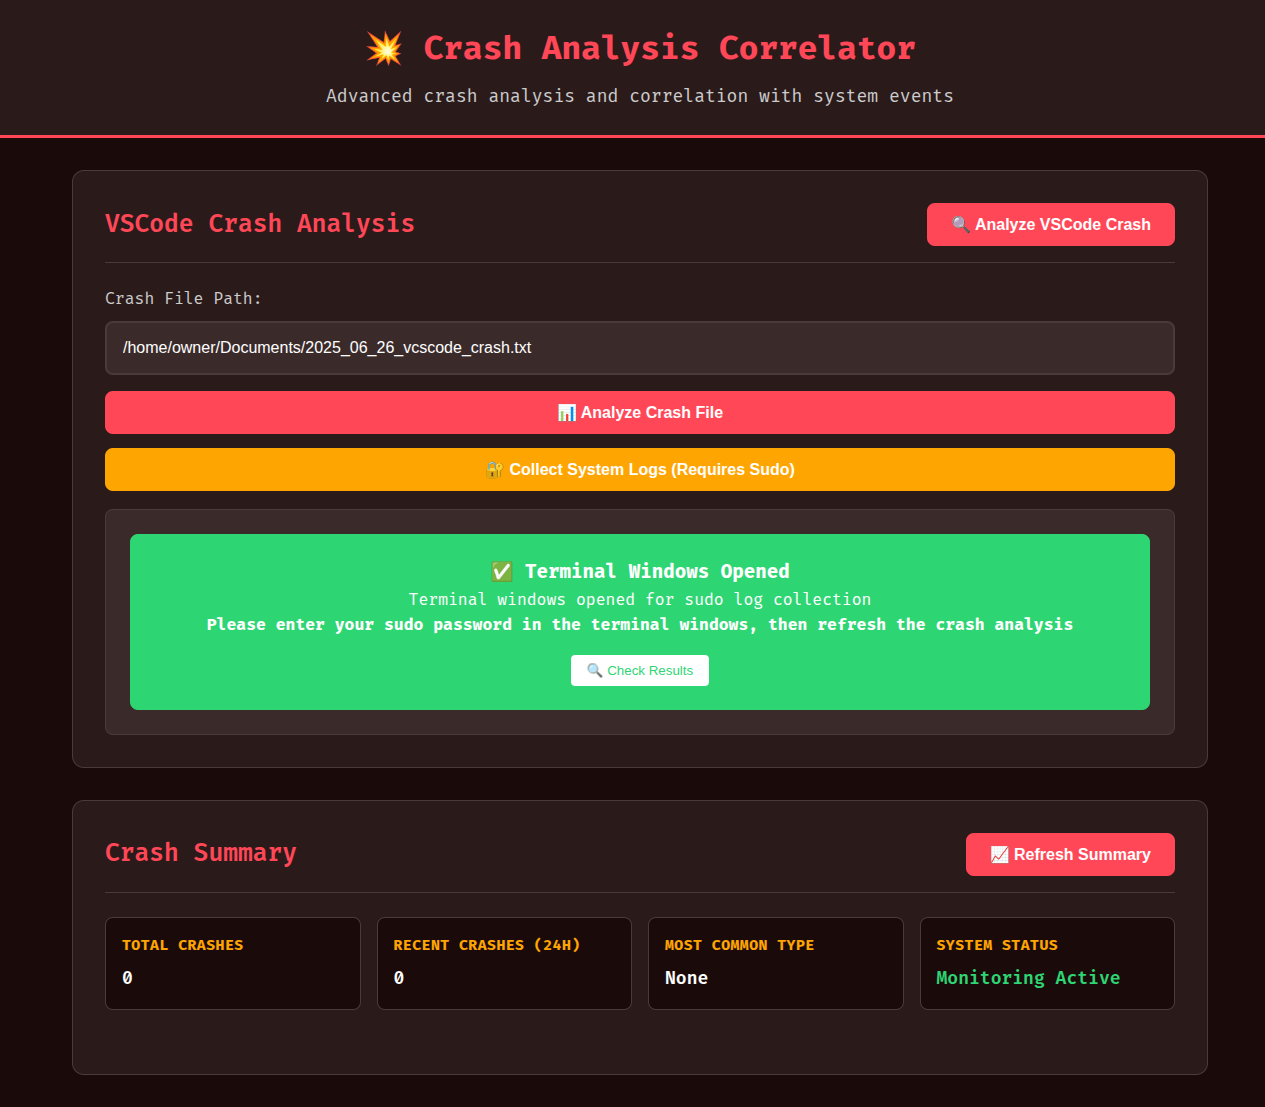 💥 Crash Analysis Correlator
Advanced crash analysis and correlation with system events
VSCode Crash Analysis
🔍 Analyze VSCode Crash
Crash File Path:
/home/owner/Documents/2025_06_26_vcscode_crash.txt
📊 Analyze Crash File
🔐 Collect System Logs (Requires Sudo)
✅ Terminal Windows Opened
Terminal windows opened for sudo log collection
Please enter your sudo password in the terminal windows, then refresh the crash analysis
🔍 Check Results
Crash Summary
📈 Refresh Summary
TOTAL CRASHES
0
RECENT CRASHES (24H)
0
MOST COMMON TYPE
None
SYSTEM STATUS
Monitoring Active